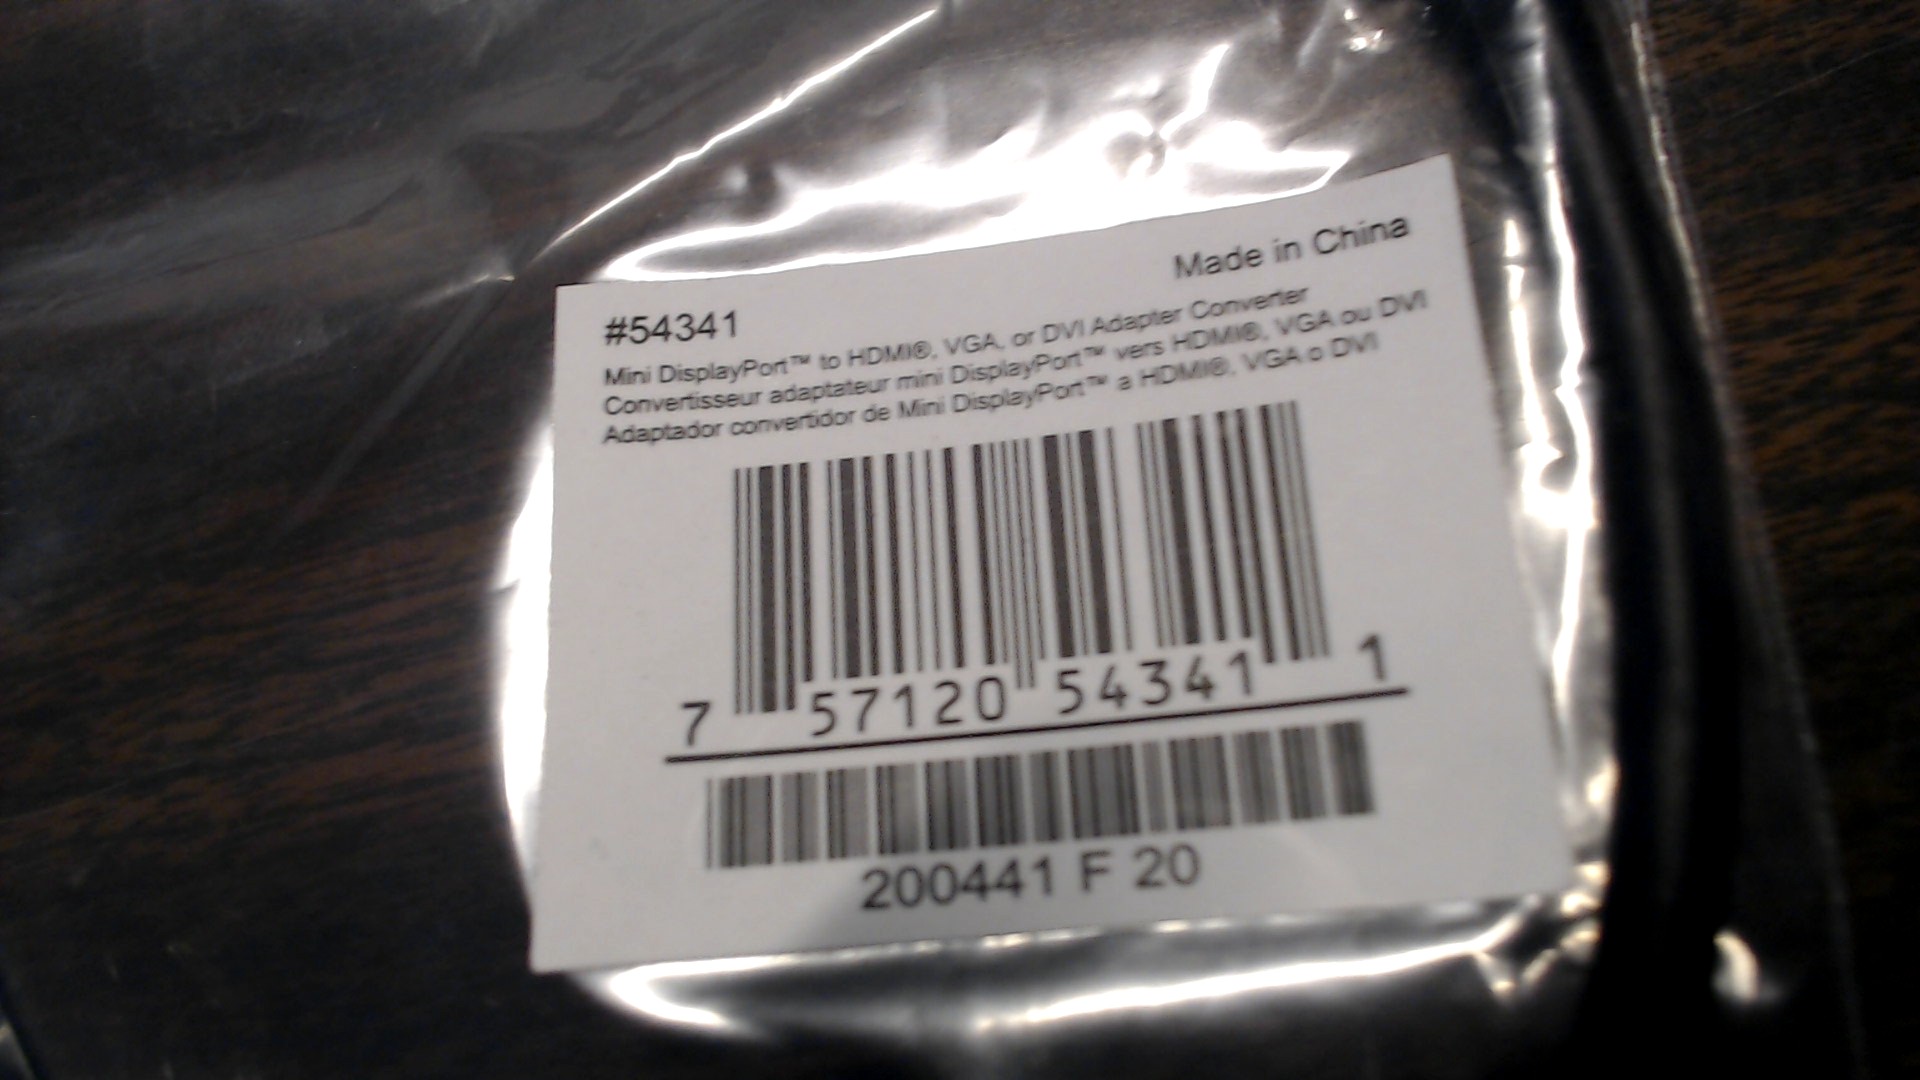 Made in China
#54341
Mini DisplayPort™ to HDMI®, VGA, or DVI Adapter Converter
Convertisseur adaptateur mini DisplayPort™ vers HDMI®, VGA ou DVI
Adaptador convertidor de Mini DisplayPort™ a HDMI®, VGA o DVI
7 57120 54341 1
200441 F 20